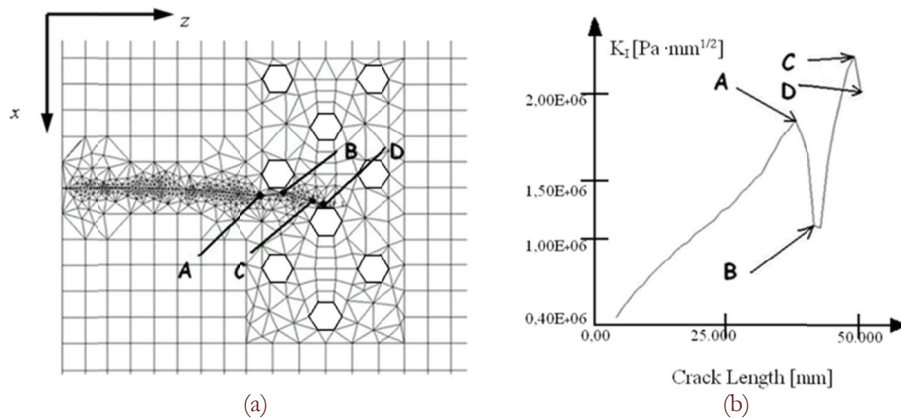 z
x
A
C
B
D
(a)
K_I [Pa ·mm^{1/2}]
2,00E+06
1,50E+06
1,00E+06
0,40E+06
0,00
25.000
50.000
A
C
D
B
Crack Length [mm]
(b)